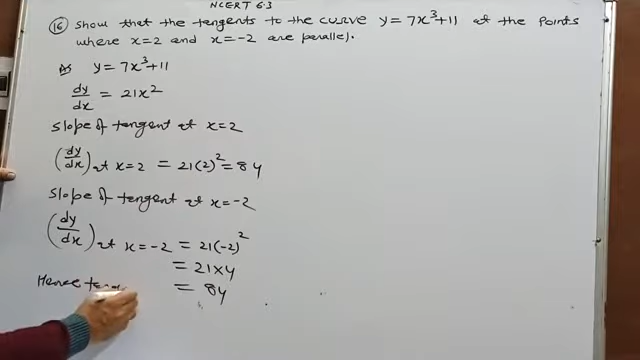 NCERT 6.3
16 Show that the tangents to the curve y = 7x³+11 at the points
where x=2 and x=-2 are parallel.
y = 7x³+11
dy/dx = 21x²
Slope of tangent at x=2
(dy/dx) at x=2 = 21(2)² = 84
Slope of tangent at x=-2
(dy/dx) at x=-2 = 21(-2)²
= 21×4
= 84
Hence